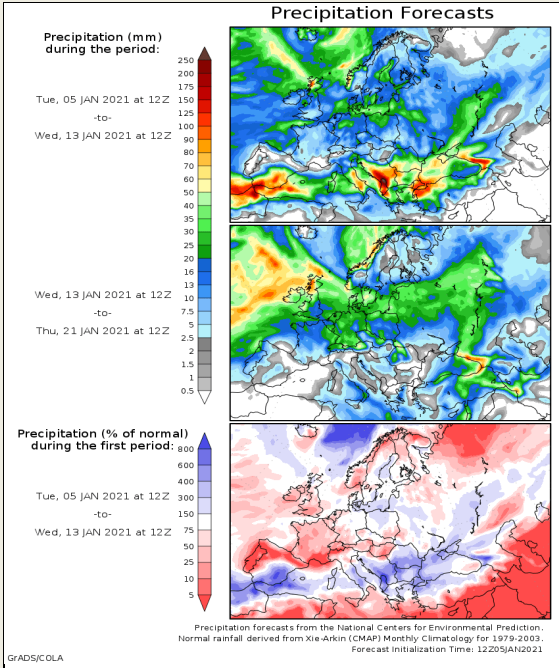 Precipitation Forecasts
Precipitation (mm)
during the period:
250
200
175
150
125
100
90
80
70
60
50
40
35
30
25
20
16
13
10
7.5
5
2.5
2
1.5
1
0.5
Tue, 05 JAN 2021 at 12Z
-to-
Wed, 13 JAN 2021 at 12Z
Wed, 13 JAN 2021 at 12Z
-to-
Thu, 21 JAN 2021 at 12Z
Precipitation (% of normal)
during the first period:
800
600
400
300
150
75
50
25
10
5
Tue, 05 JAN 2021 at 12Z
-to-
Wed, 13 JAN 2021 at 12Z
Precipitation forecasts from the National Centers for Environmental Prediction.
Normal rainfall derived from Xie-Arkin (CMAP) Monthly Climatology for 1979-2003.
Forecast Initialization Time: 12Z05JAN2021
GrADS/COLA